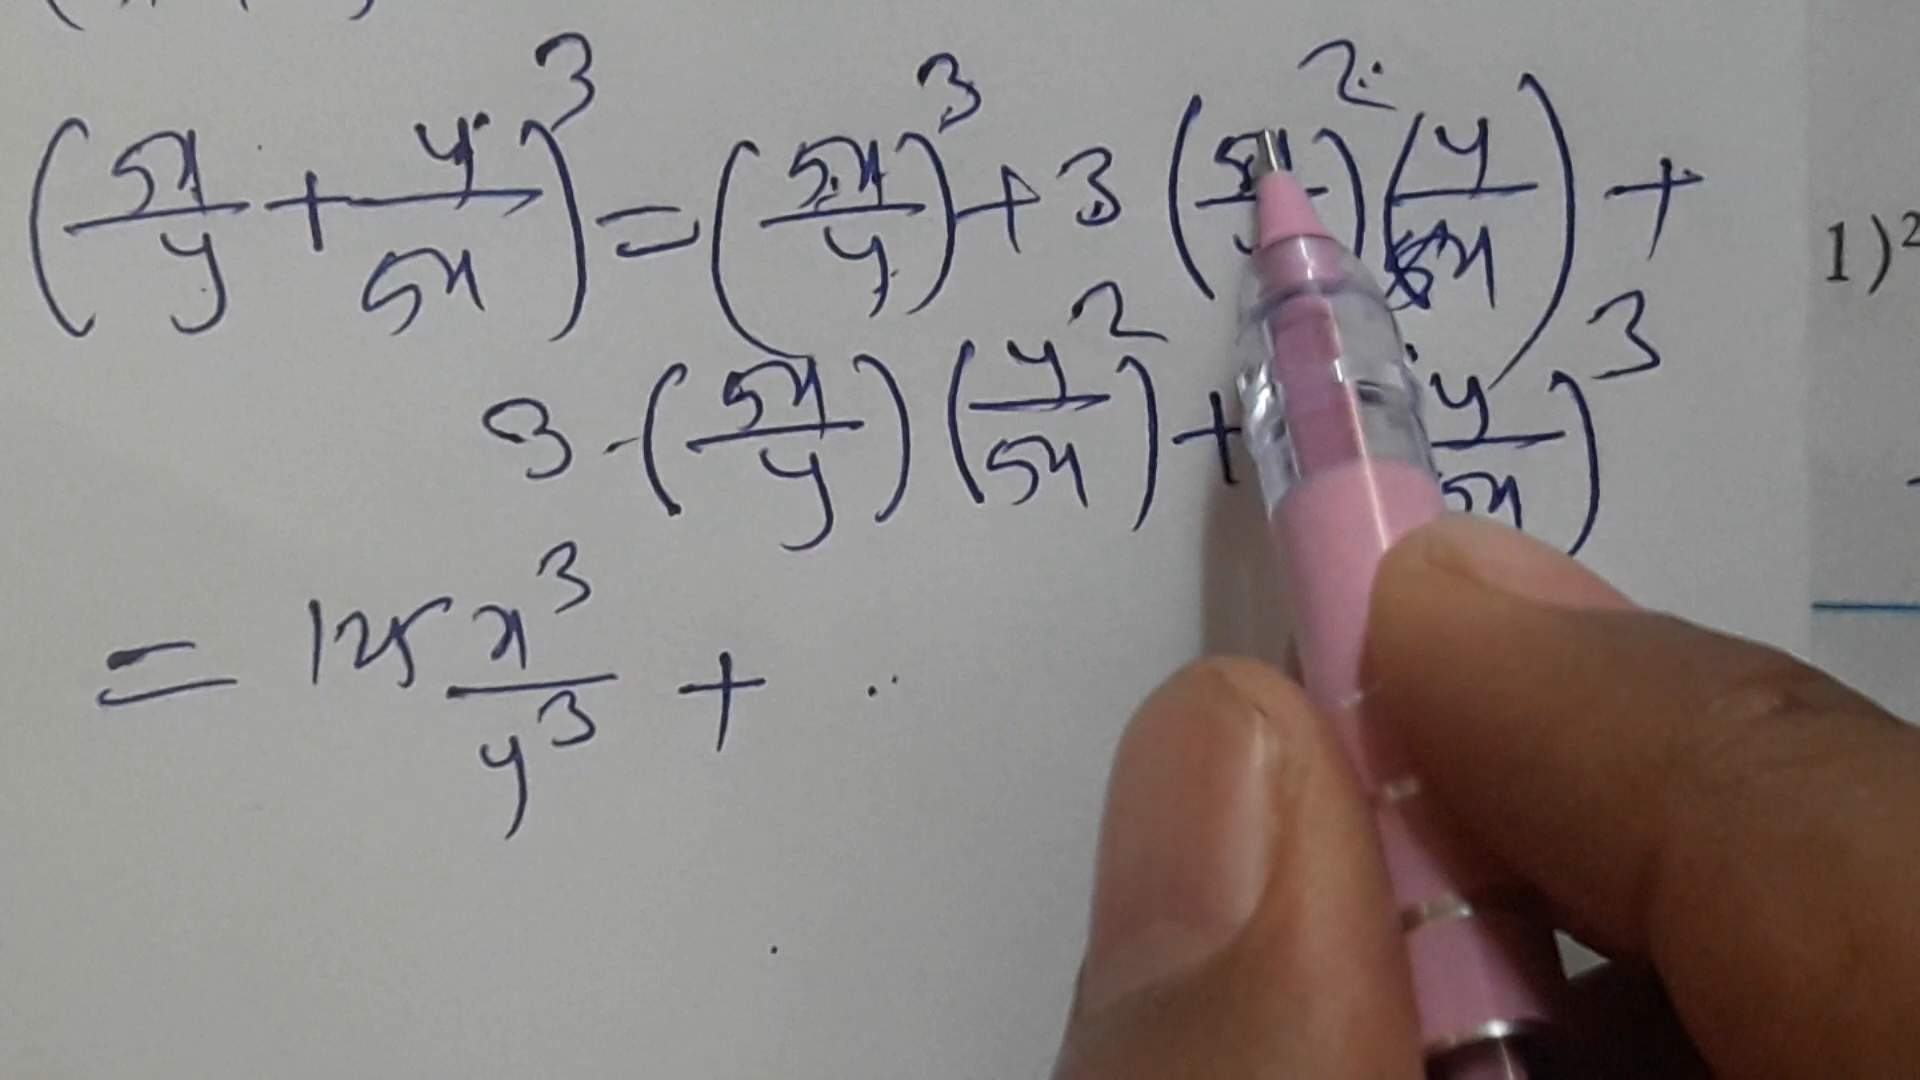 (5x/y + y/5x)³ = (5x/y)³ + 3 (5x/y)² (y/5x) +
3 · (5x/y) (y/5x)² + (y/5x)³
= 125 x³/y³ +
1)²